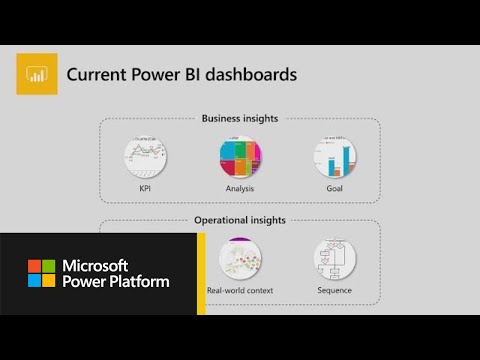 Current Power BI dashboards
Business insights
KPI
Analysis
Goal
Operational insights
Real-world context
Sequence
Microsoft
Power Platform